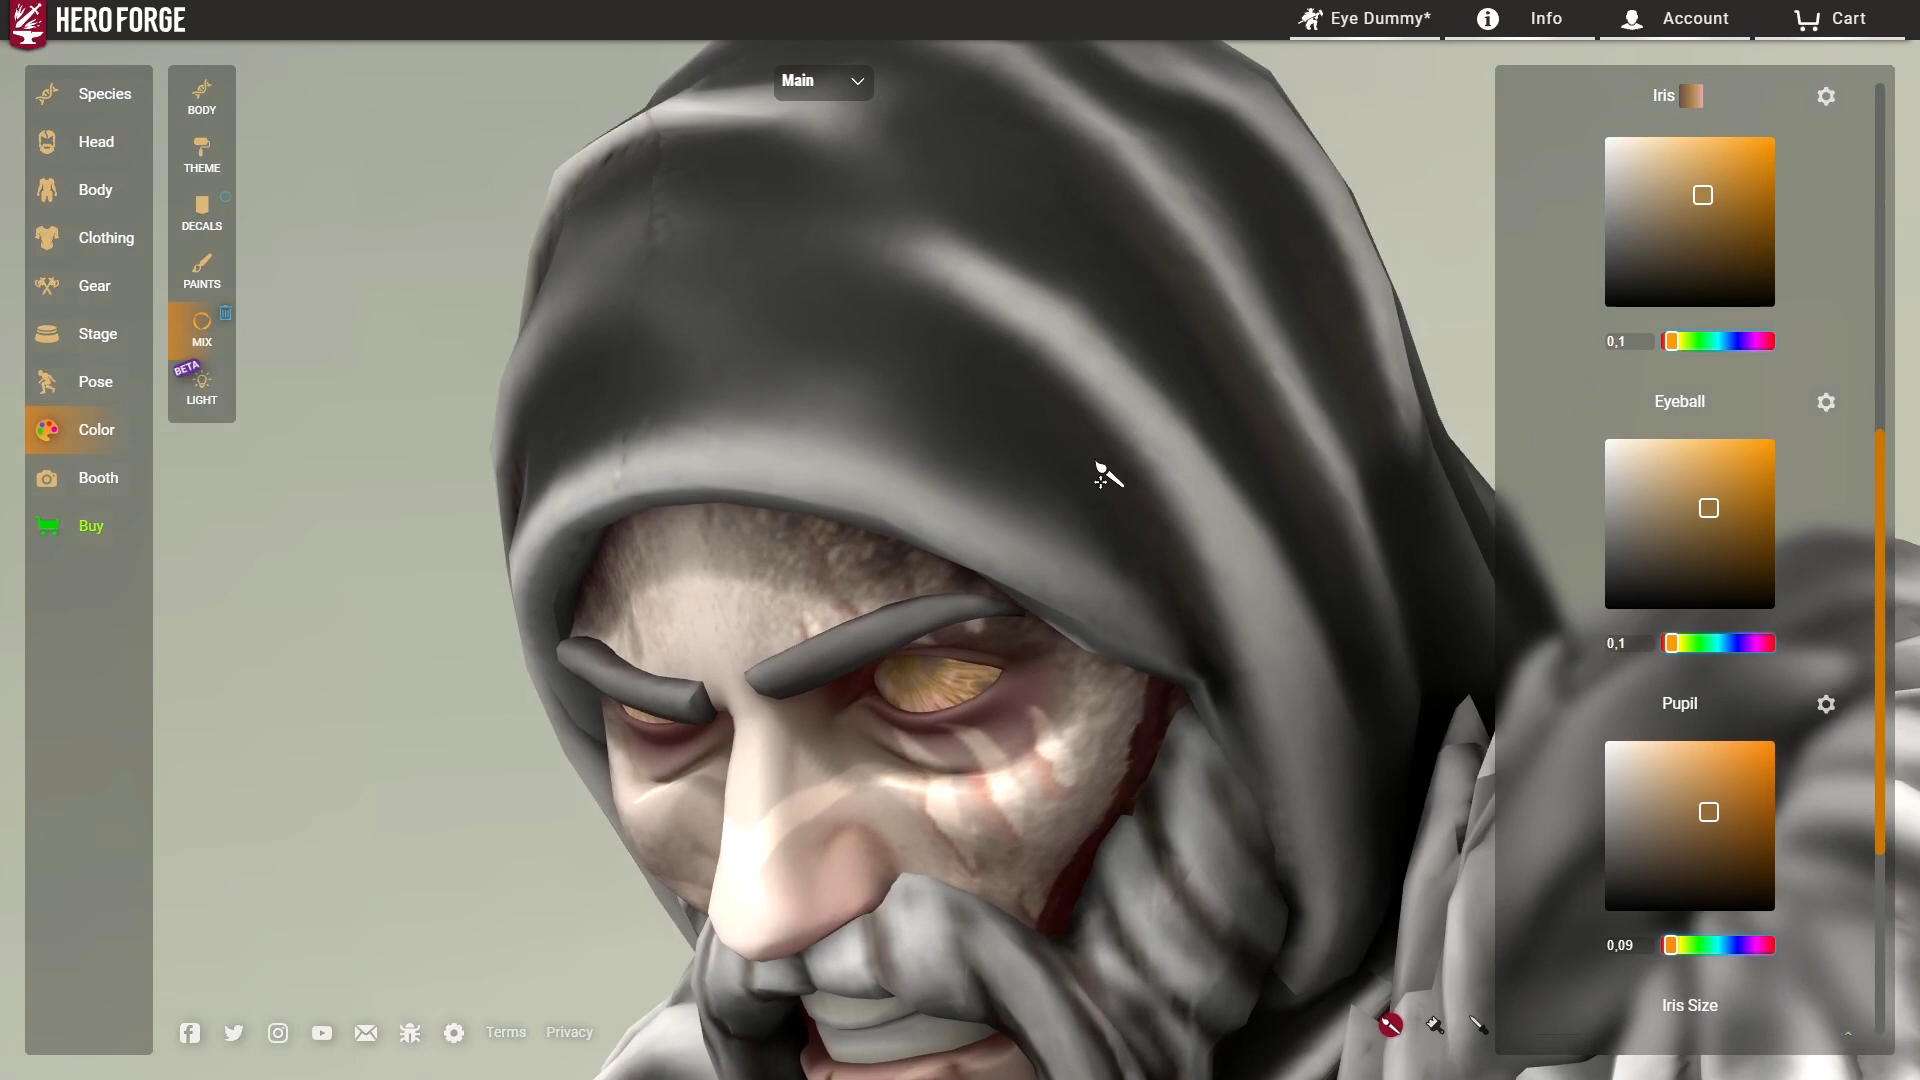 HERO FORGE
Eye Dummy*
Info
Account
Cart
Species
Head
Body
Clothing
Gear
Stage
Pose
Color
Booth
Buy
BODY
THEME
DECALS
PAINTS
MIX
BETA
LIGHT
Main
Iris
0,1
Eyeball
0,1
Pupil
0,09
Iris Size
Terms
Privacy